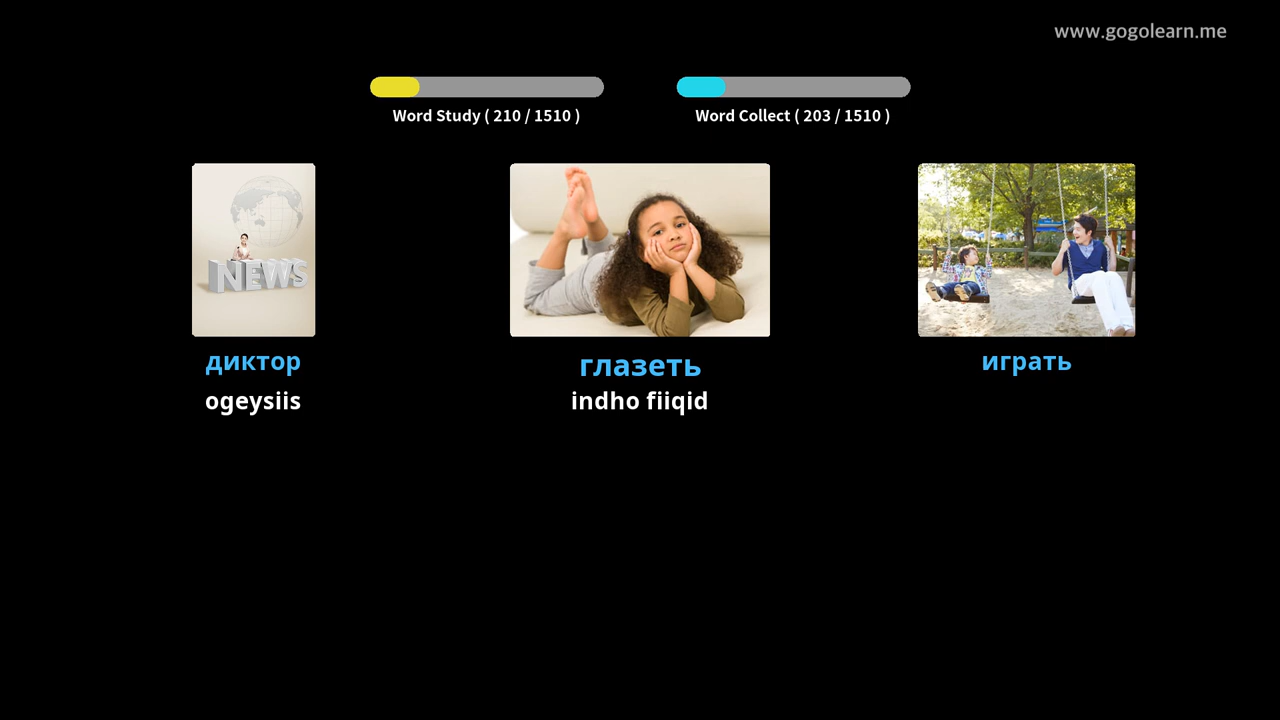 www.gogolearn.me
Word Study ( 210 / 1510 )
Word Collect ( 203 / 1510 )
NEWS
диктор
глазеть
играть
ogeysiis
indho fiiqid